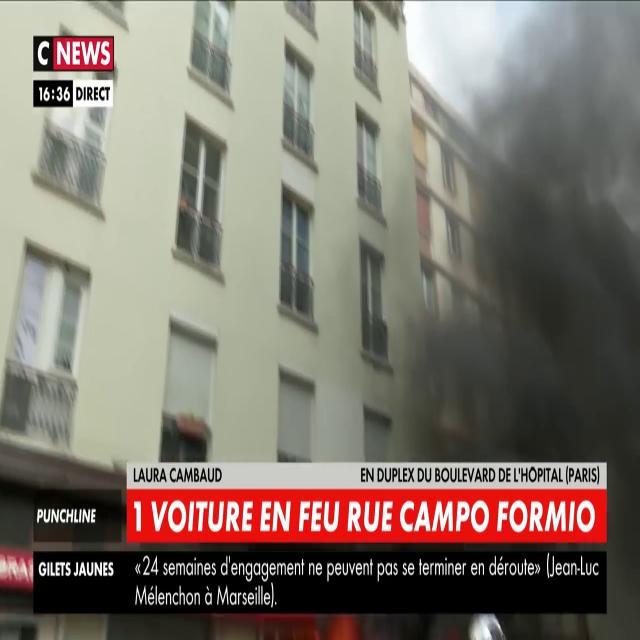 C NEWS
16:36 DIRECT
LAURA CAMBAUD
EN DUPLEX DU BOULEVARD DE L'HÔPITAL (PARIS)
PUNCHLINE
1 VOITURE EN FEU RUE CAMPO FORMIO
GILETS JAUNES
«24 semaines d'engagement ne peuvent pas se terminer en déroute» (Jean-Luc
Mélenchon à Marseille).